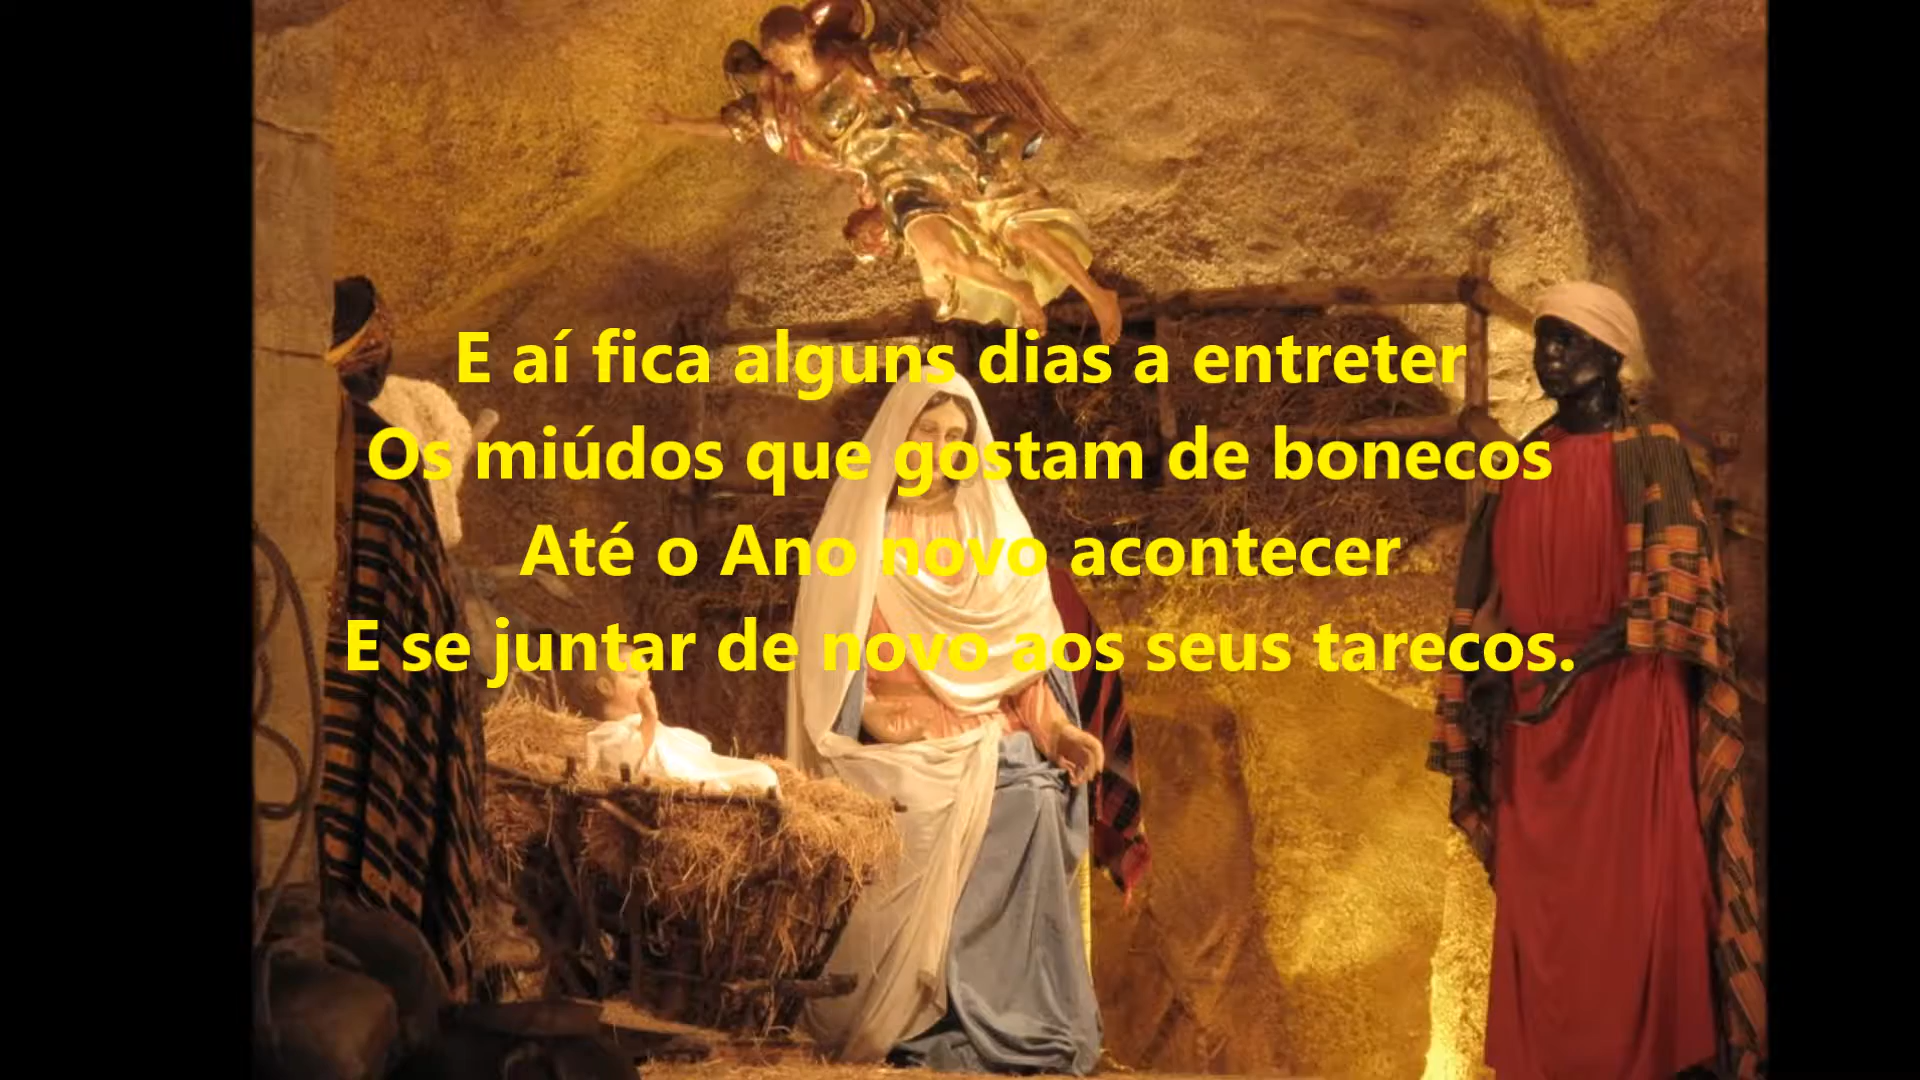 E aí fica alguns dias a entreter
Os miúdos que gostam de bonecos
Até o Ano novo acontecer
E se juntar de novo aos seus tarecos.